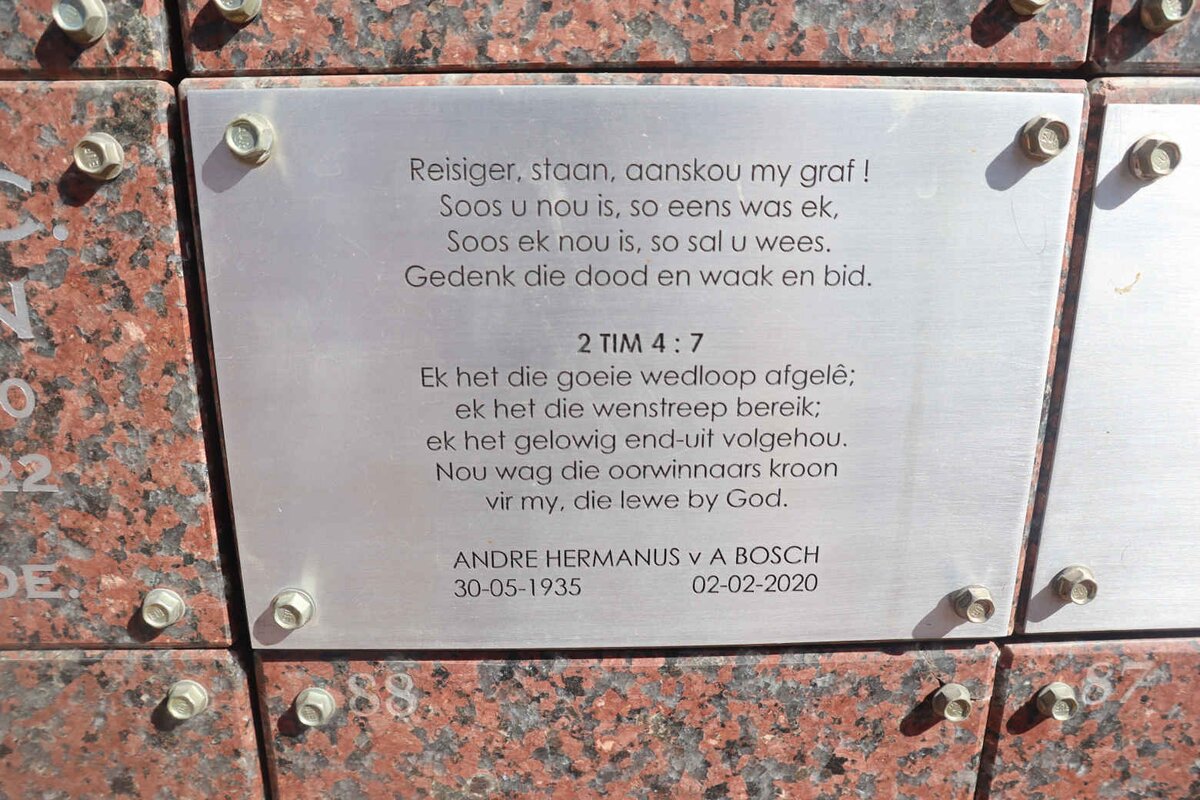 Reisiger, staan, aanskou my graf !
Soos u nou is, so eens was ek,
Soos ek nou is, so sal u wees.
Gedenk die dood en waak en bid.
2 TIM 4 : 7
Ek het die goeie wedloop afgelê;
ek het die wenstreep bereik;
ek het gelowig end-uit volgehou.
Nou wag die oorwinnaars kroon
vir my, die lewe by God.
ANDRE HERMANUS v A BOSCH
30-05-1935 02-02-2020
88
87
22
DE.